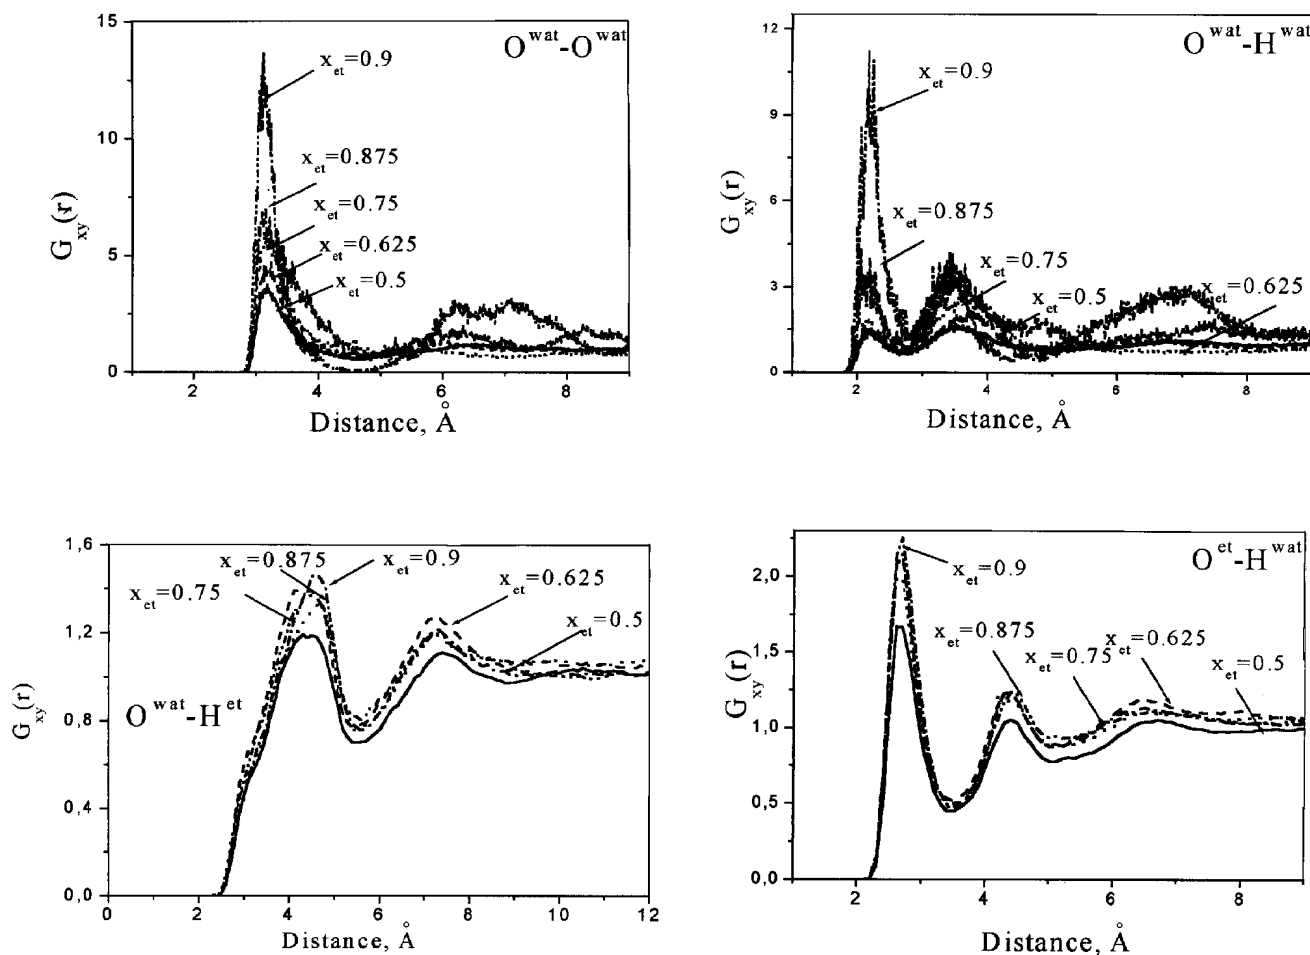 O^wat-O^wat
x_et=0.9
x_et=0.875
x_et=0.75
x_et=0.625
x_et=0.5
G_xy(r)
15
10
5
0
2 4 6 8
Distance, Å
O^wat-H^wat
x_et=0.9
x_et=0.875
x_et=0.75
x_et=0.5
x_et=0.625
G_xy(r)
12
9
6
3
0
2 4 6 8
Distance, Å
O^wat-H^et
x_et=0.9
x_et=0.875
x_et=0.75
x_et=0.625
x_et=0.5
G_xy(r)
1,6
1,2
0,8
0,4
0,0
0 2 4 6 8 10 12
Distance, Å
O^et-H^wat
x_et=0.9
x_et=0.875
x_et=0.75
x_et=0.625
x_et=0.5
G_xy(r)
2,0
1,5
1,0
0,5
0,0
2 4 6 8
Distance, Å